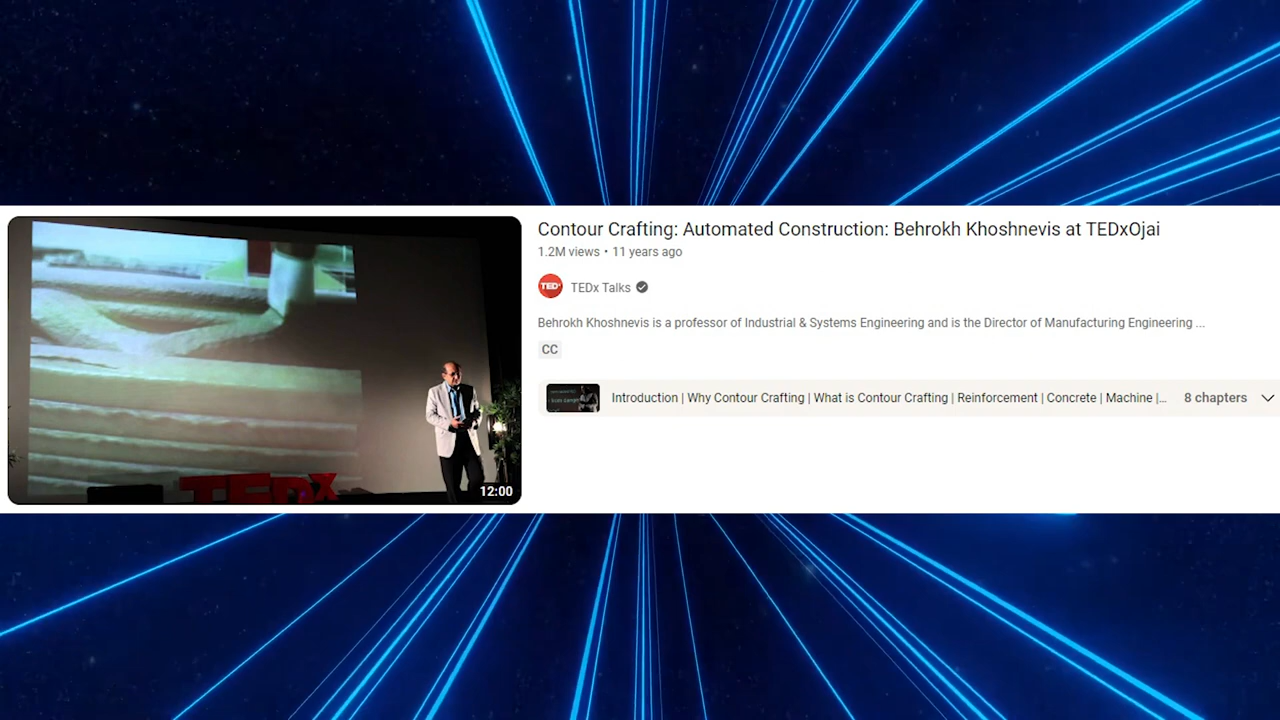 Contour Crafting: Automated Construction: Behrokh Khoshnevis at TEDxOjai
1.2M views • 11 years ago
TEDx
TEDx Talks
Behrokh Khoshnevis is a professor of Industrial & Systems Engineering and is the Director of Manufacturing Engineering ...
CC
Introduction | Why Contour Crafting | What is Contour Crafting | Reinforcement | Concrete | Machine |... 8 chapters
TEDx
12:00